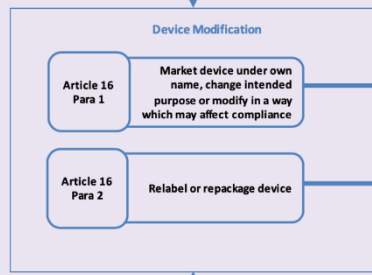 Device Modification
Article 16
Para 1
Market device under own
name, change intended
purpose or modify in a way
which may affect compliance
Article 16
Para 2
Relabel or repackage device